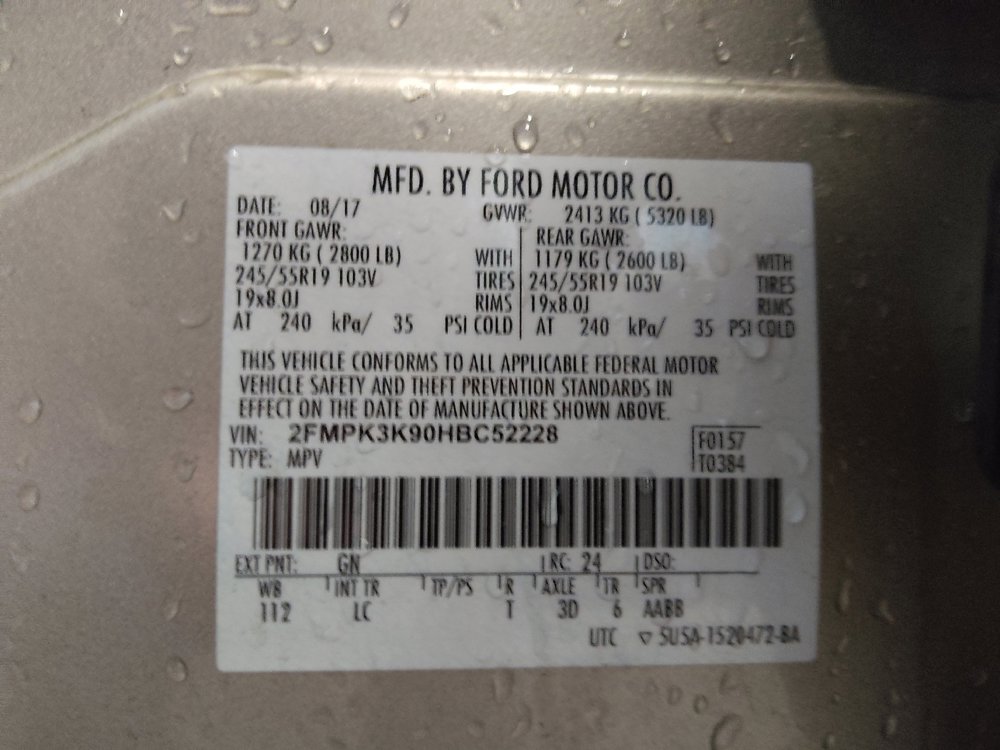 MFD. BY FORD MOTOR CO.
DATE: 08/17 GVWR: 2413 KG ( 5320 LB)
FRONT GAWR: REAR GAWR:
1270 KG ( 2800 LB) WITH 1179 KG ( 2600 LB) WITH
245/55R19 103V TIRES 245/55R19 103V TIRES
19x8.0J RIMS 19x8.0J RIMS
AT 240 kPa/ 35 PSI COLD AT 240 kPa/ 35 PSI COLD
THIS VEHICLE CONFORMS TO ALL APPLICABLE FEDERAL MOTOR
VEHICLE SAFETY AND THEFT PREVENTION STANDARDS IN
EFFECT ON THE DATE OF MANUFACTURE SHOWN ABOVE.
VIN: 2FMPK3K90HBC52228 F0157
TYPE: MPV T0384
EXT PNT: GN RC: 24 DSO:
WB INT TR TP/PS R AXLE TR SPR
112 LC T 3D 6 AABB
UTC ▽ 5U5A-1520472-BA